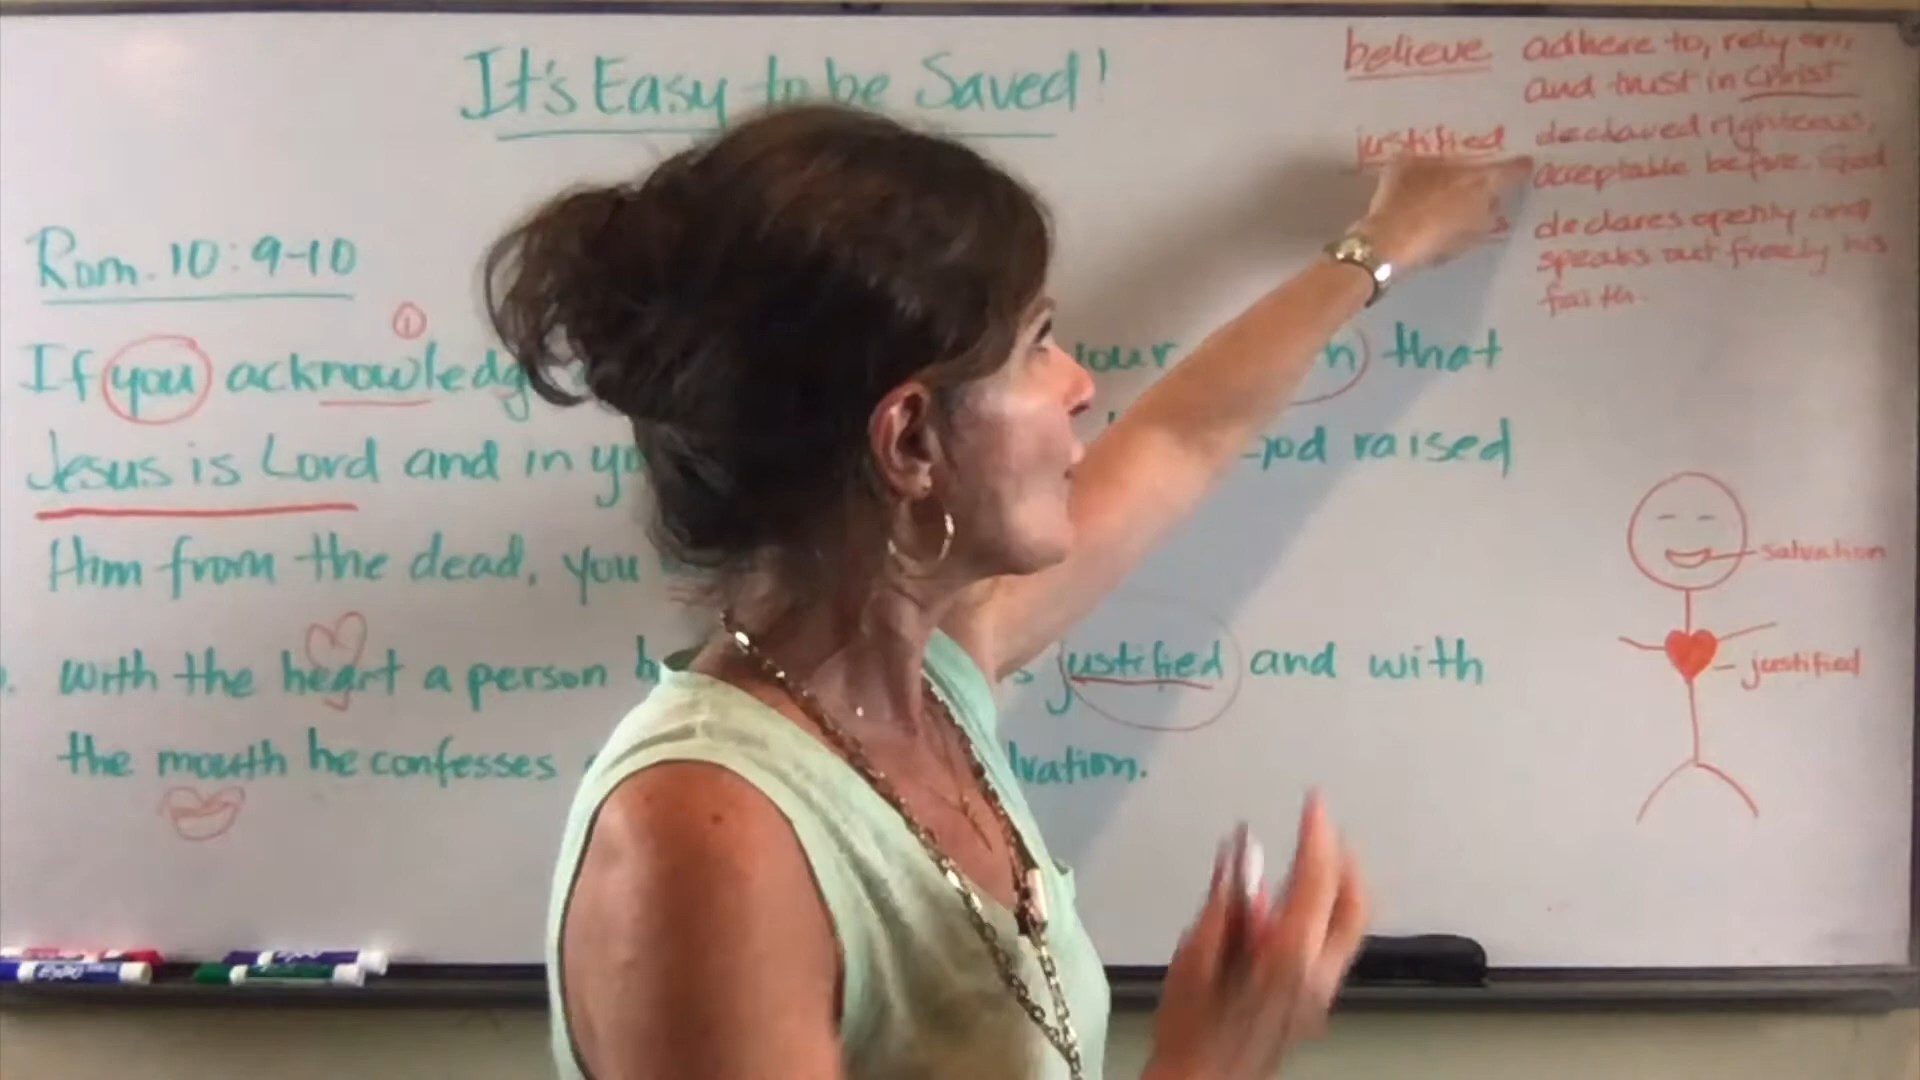 It's Easy to be Saved!
believe adhere to, rely on,
and trust in Christ
justified declared righteous,
acceptable before God
declares openly and
speaks out freely his
faith.
Rom. 10:9-10
1
If you acknowledg your that
Jesus is Lord and in God raised
Him from the dead, you
with the heart a person justified and with
the mouth he confesses
salvation
justified